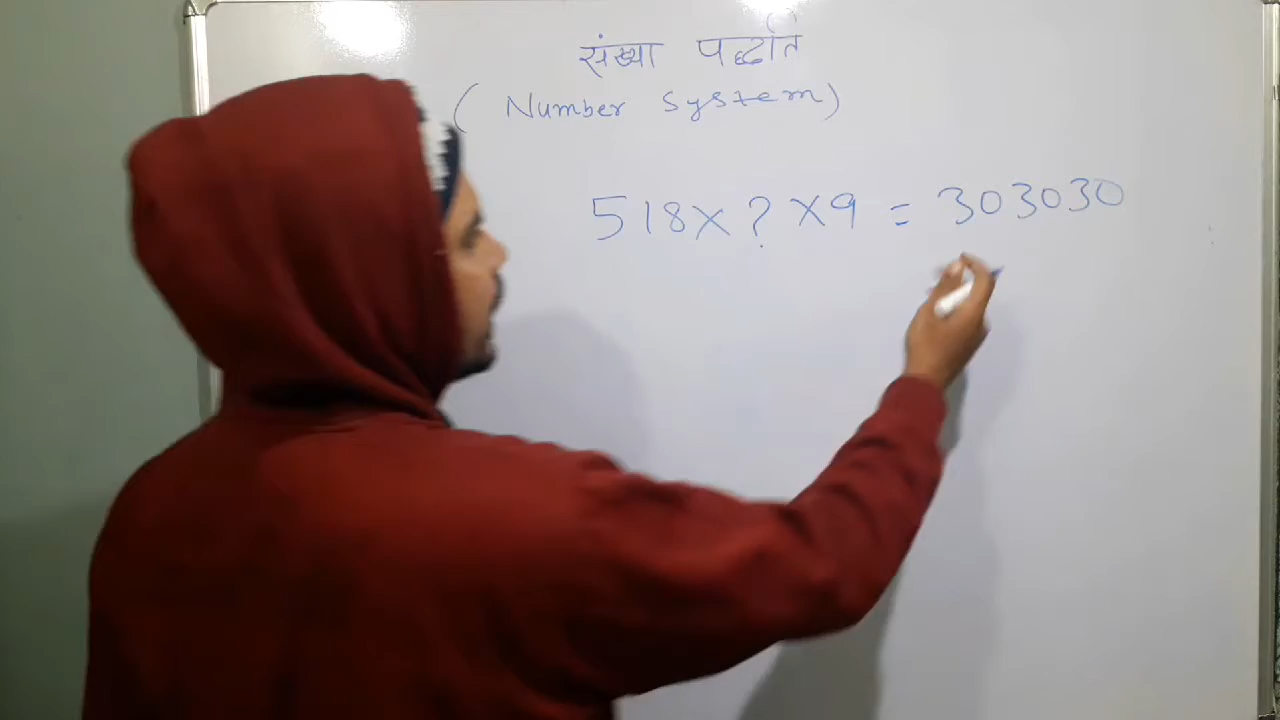 संख्या पद्धति
(Number System)
518 × ? × 9 = 303030